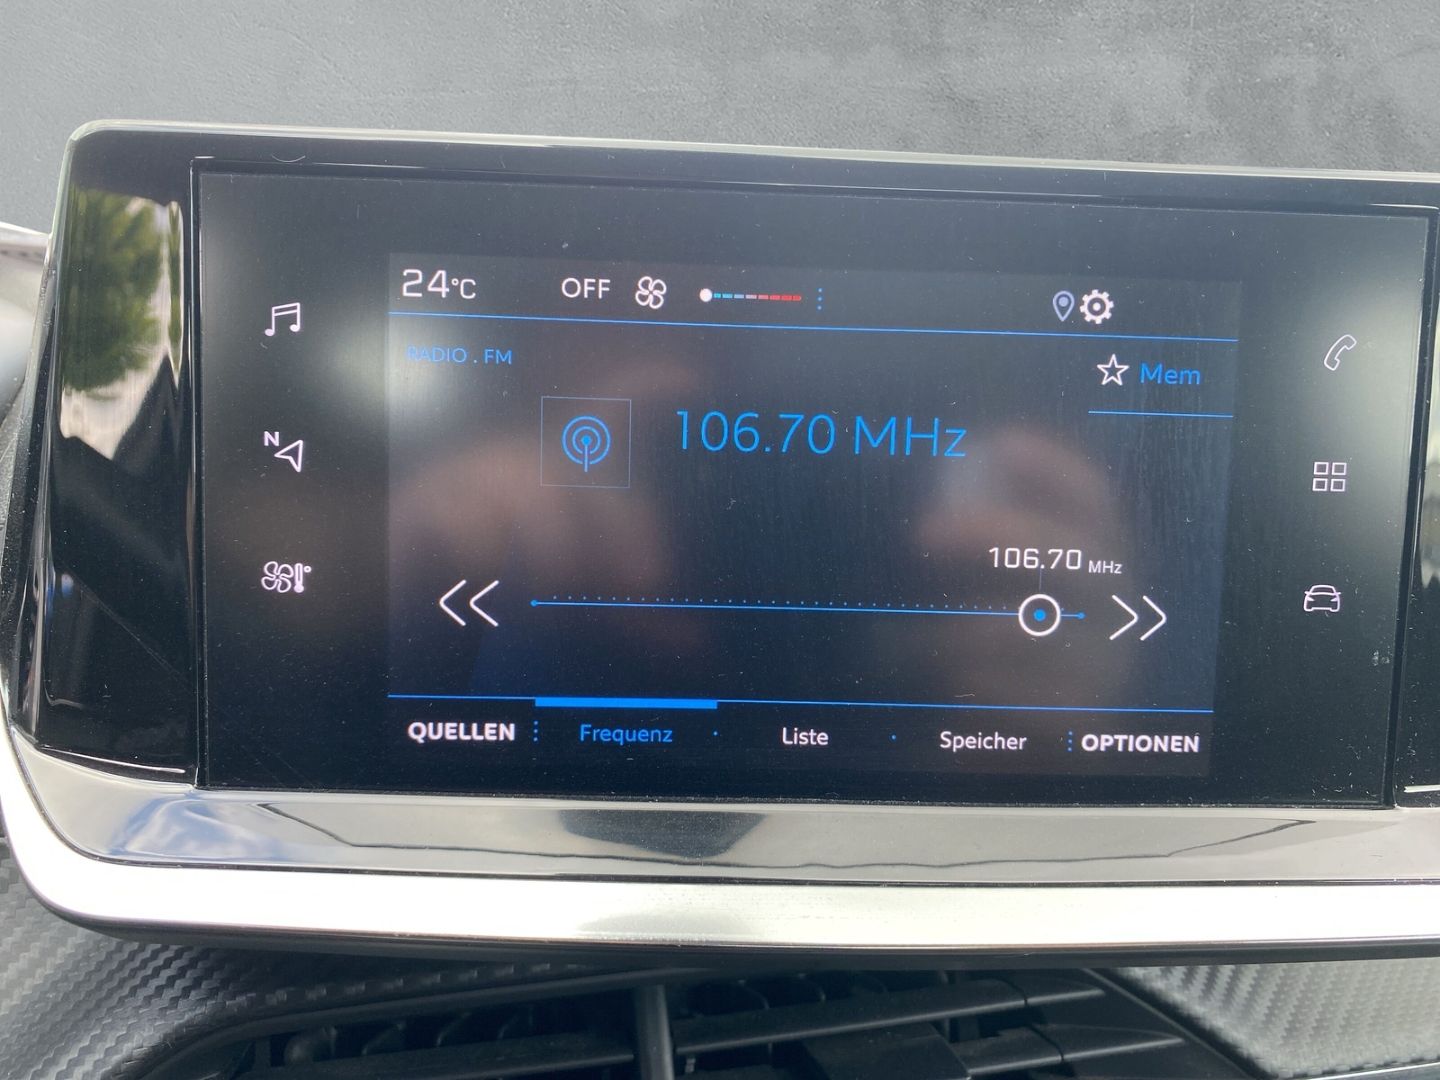 24°C OFF
RADIO . FM
Mem
106.70 MHz
N
106.70 MHz
QUELLEN Frequenz Liste Speicher OPTIONEN